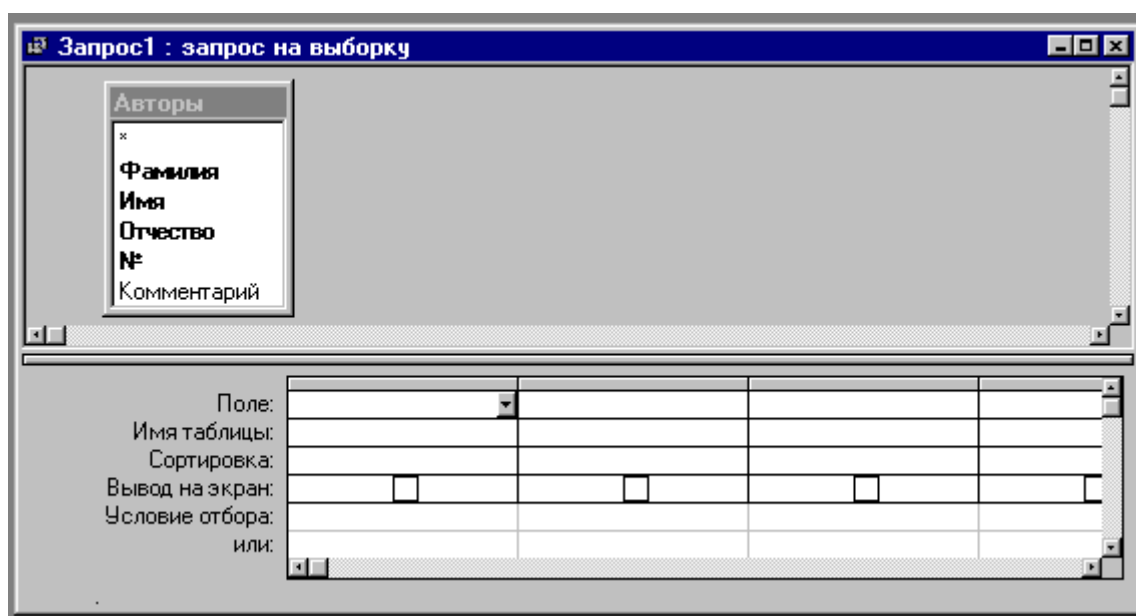 Запрос1 : запрос на выборку
Авторы
*
Фамилия
Имя
Отчество
№
Комментарий
Поле:
Имя таблицы:
Сортировка:
Вывод на экран:
Условие отбора:
или: